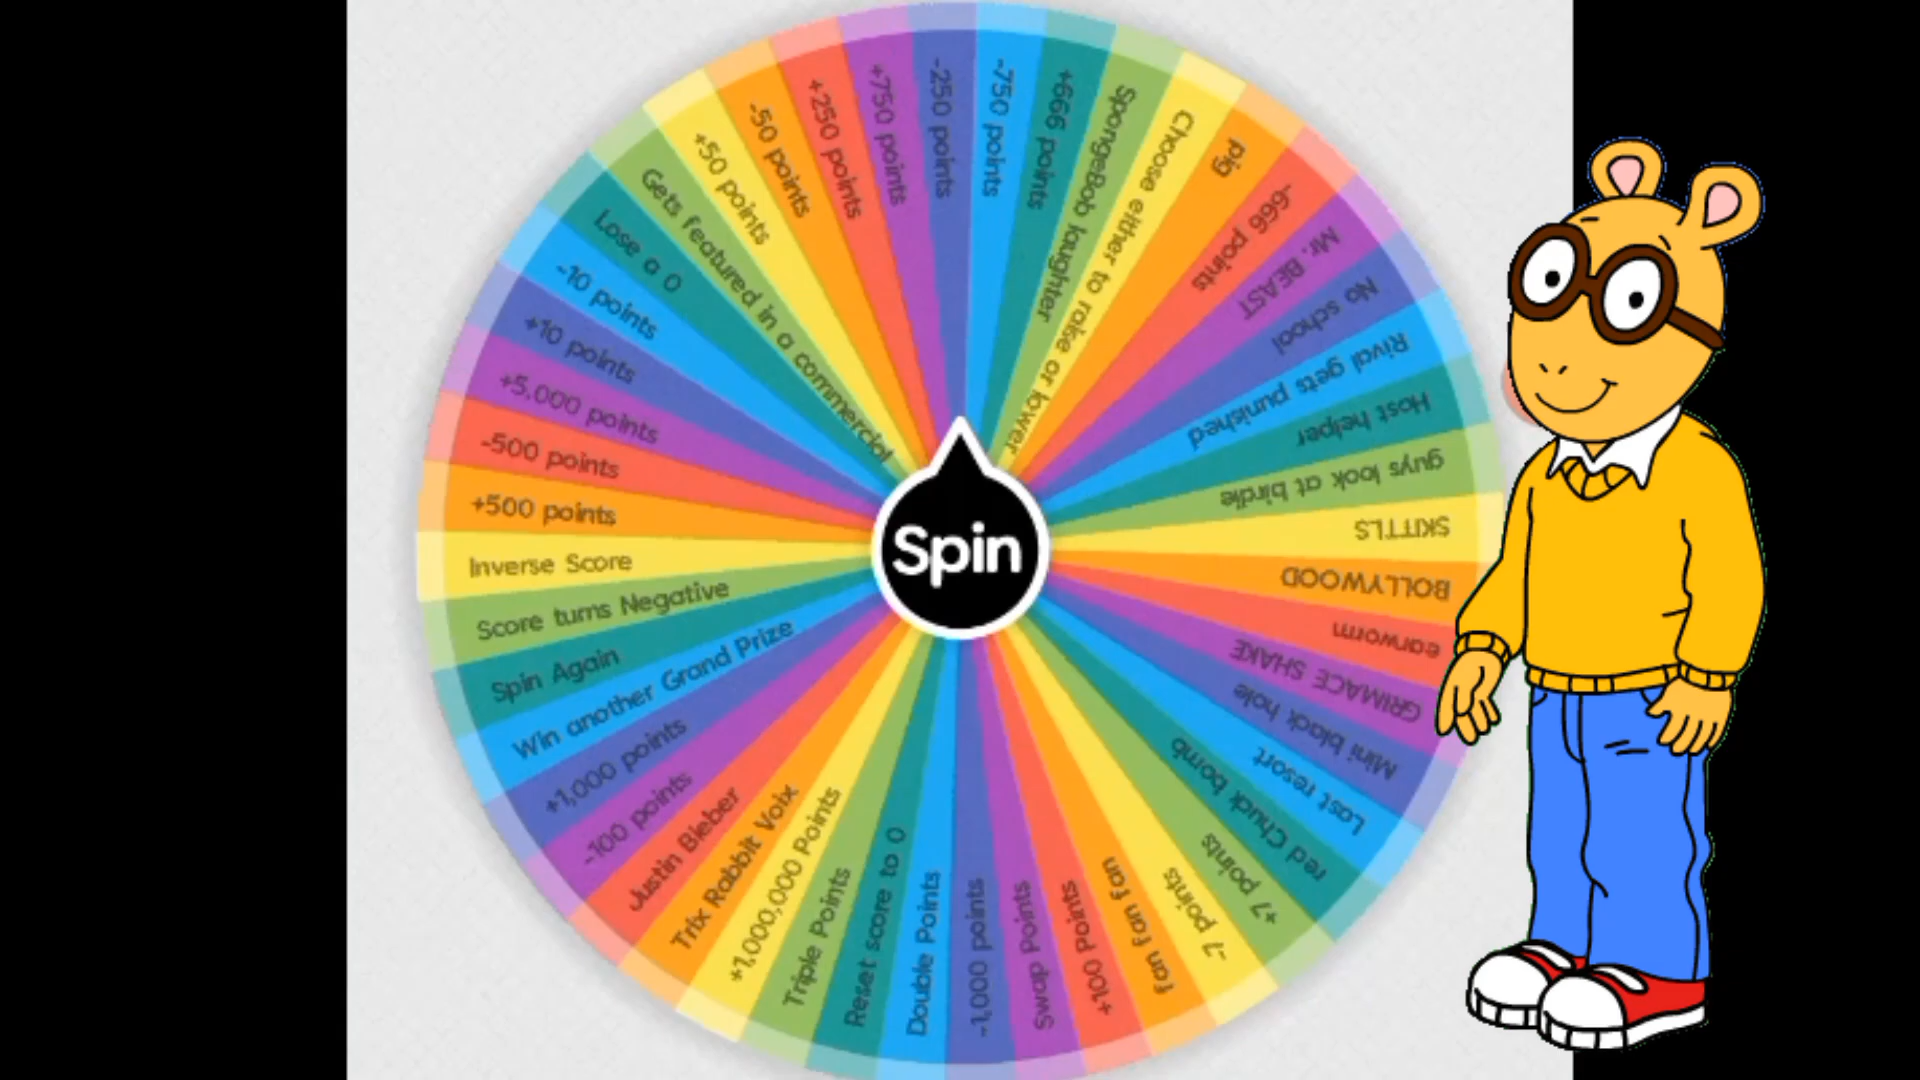 -250 points
-750 points
+666 points
SpongeBob laughter
Choose either to raise or lower
pig
-666 points
Mr. BEAST
No school
Rival gets punished
Host helper
guys look at birdie
SKITTLS
BOLLYWOOD
earworm
GRIMACE SHAKE
Mini black hole
Last resort
red Chuck bomb
+7 points
-7 points
fan fan fan
+100 Points
Swap Points
-1,000 points
Double Points
Reset score to 0
Triple Points
+1,000,000 Points
Trix Rabbit Voix
Justin Bieber
-100 points
+1,000 points
Win another Grand Prize
Spin Again
Score turns Negative
Inverse Score
+500 points
-500 points
+5,000 points
+10 points
-10 points
Lose a 0
Gets featured in a commercial
+50 points
-50 points
+250 points
+750 points
Spin